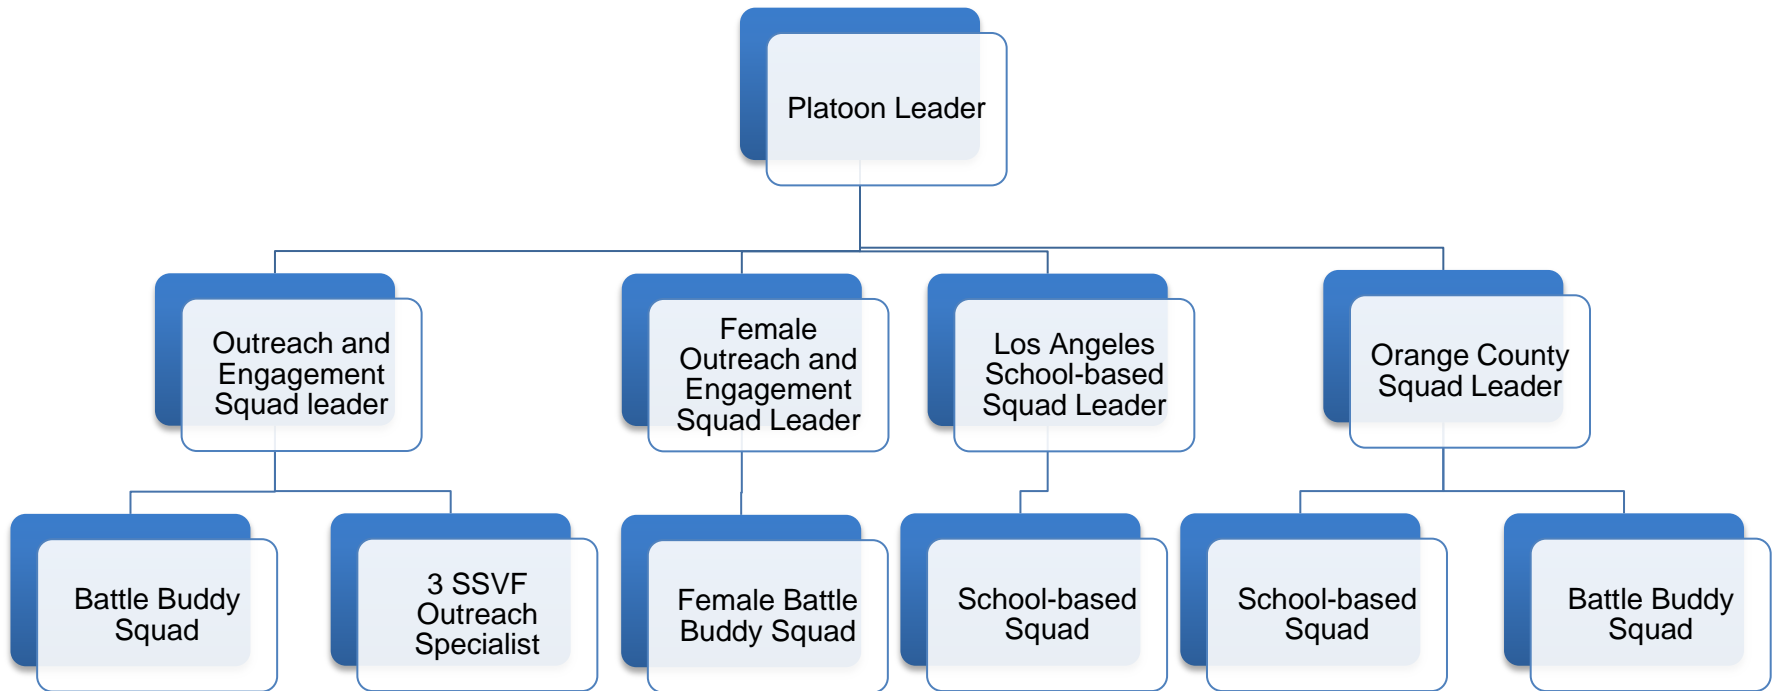 Platoon Leader
Outreach and
Engagement
Squad leader
Female
Outreach and
Engagement
Squad Leader
Los Angeles
School-based
Squad Leader
Orange County
Squad Leader
Battle Buddy
Squad
3 SSVF
Outreach
Specialist
Female Battle
Buddy Squad
School-based
Squad
School-based
Squad
Battle Buddy
Squad